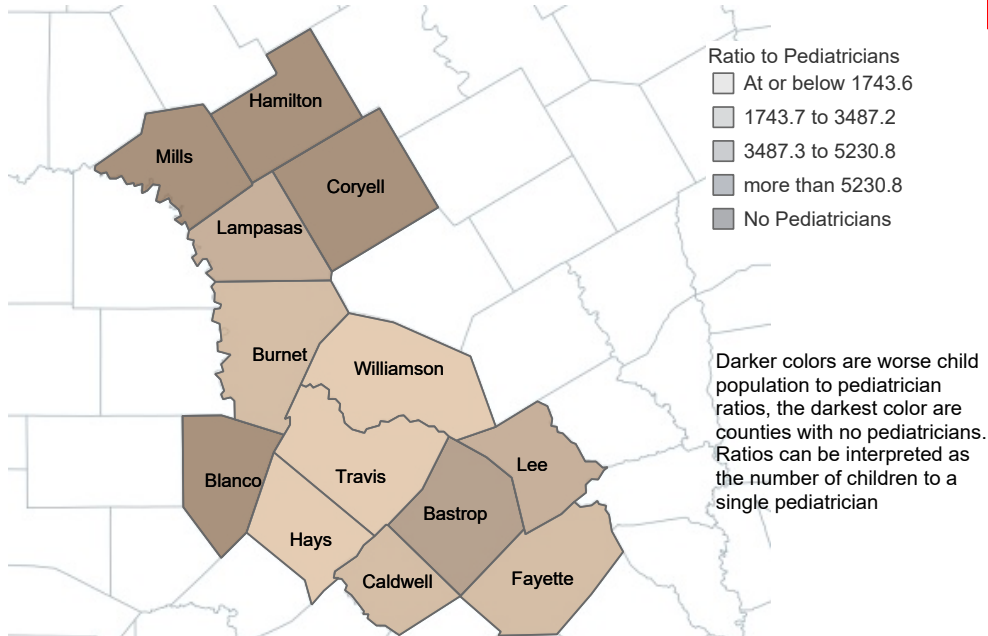 Ratio to Pediatricians
At or below 1743.6
1743.7 to 3487.2
3487.3 to 5230.8
more than 5230.8
No Pediatricians
Hamilton
Mills
Coryell
Lampasas
Burnet
Williamson
Blanco
Travis
Lee
Bastrop
Hays
Caldwell
Fayette
Darker colors are worse child
population to pediatrician
ratios, the darkest color are
counties with no pediatricians.
Ratios can be interpreted as
the number of children to a
single pediatrician